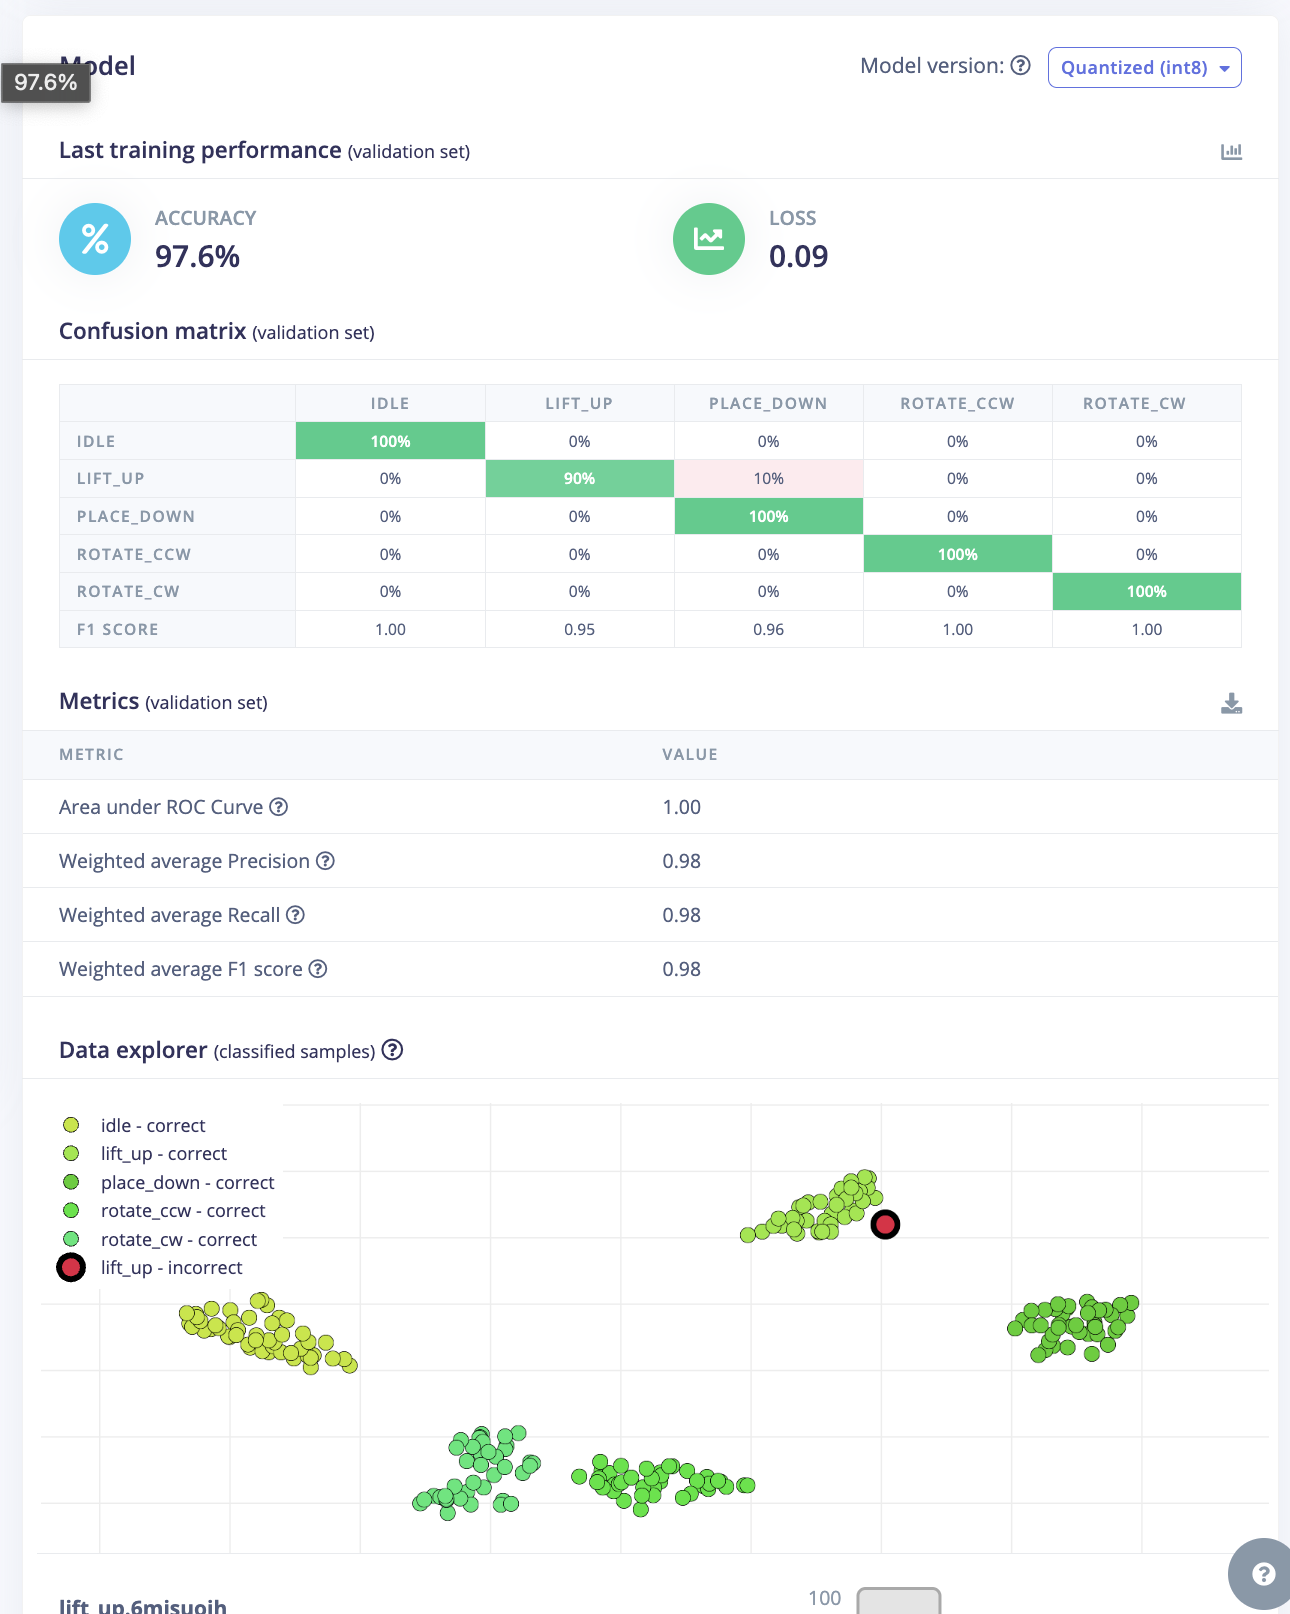 Model
97.6%
Model version: Quantized (int8)
Last training performance (validation set)
ACCURACY
97.6%
LOSS
0.09
Confusion matrix (validation set)
IDLE LIFT_UP PLACE_DOWN ROTATE_CCW ROTATE_CW
IDLE 100% 0% 0% 0% 0%
LIFT_UP 0% 90% 10% 0% 0%
PLACE_DOWN 0% 0% 100% 0% 0%
ROTATE_CCW 0% 0% 0% 100% 0%
ROTATE_CW 0% 0% 0% 0% 100%
F1 SCORE 1.00 0.95 0.96 1.00 1.00
Metrics (validation set)
METRIC VALUE
Area under ROC Curve 1.00
Weighted average Precision 0.98
Weighted average Recall 0.98
Weighted average F1 score 0.98
Data explorer (classified samples)
idle - correct
lift_up - correct
place_down - correct
rotate_ccw - correct
rotate_cw - correct
lift_up - incorrect
100